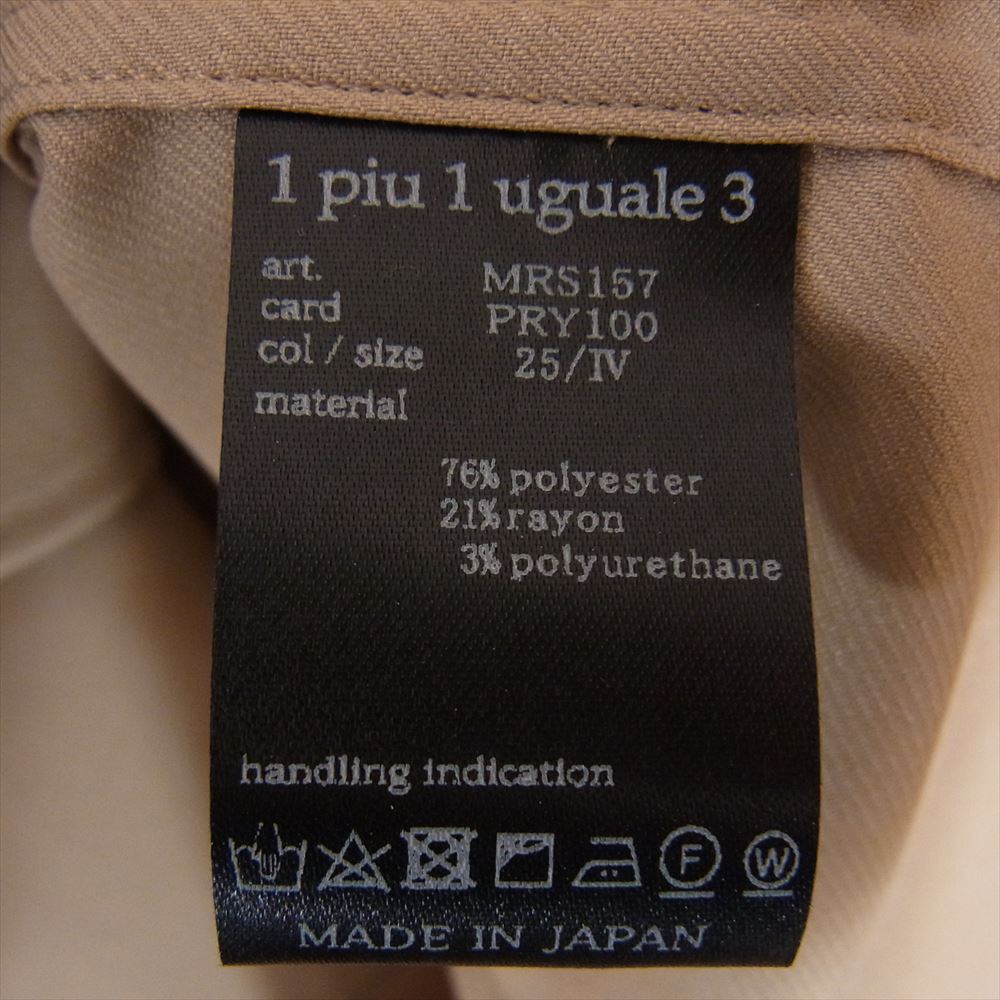 1 piu 1 uguale 3
art. MRS157
card PRY100
col / size 25/IV
material
76% polyester
21% rayon
3% polyurethane
handling indication
F W
MADE IN JAPAN